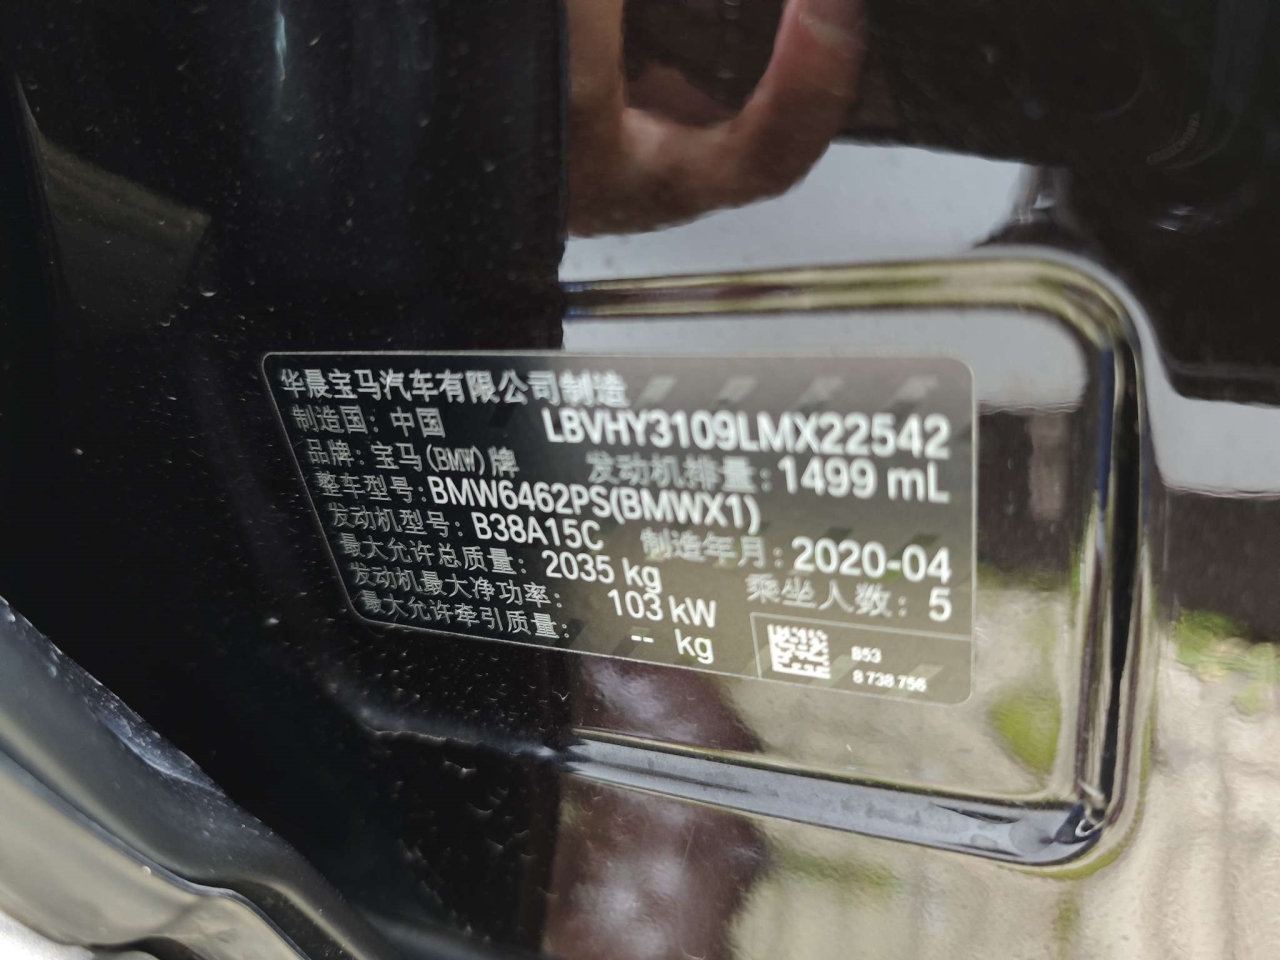 华晨宝马汽车有限公司制造
制造国：中国 LBVHY3109LMX22542
品牌：宝马(BMW)牌 发动机排量：1499 mL
整车型号：BMW6462PS(BMWX1)
发动机型号：B38A15C 制造年月：2020-04
最大允许总质量：2035 kg 乘坐人数：5
发动机最大净功率：103 kW
最大允许牵引质量：-- kg
B53
8 738 756